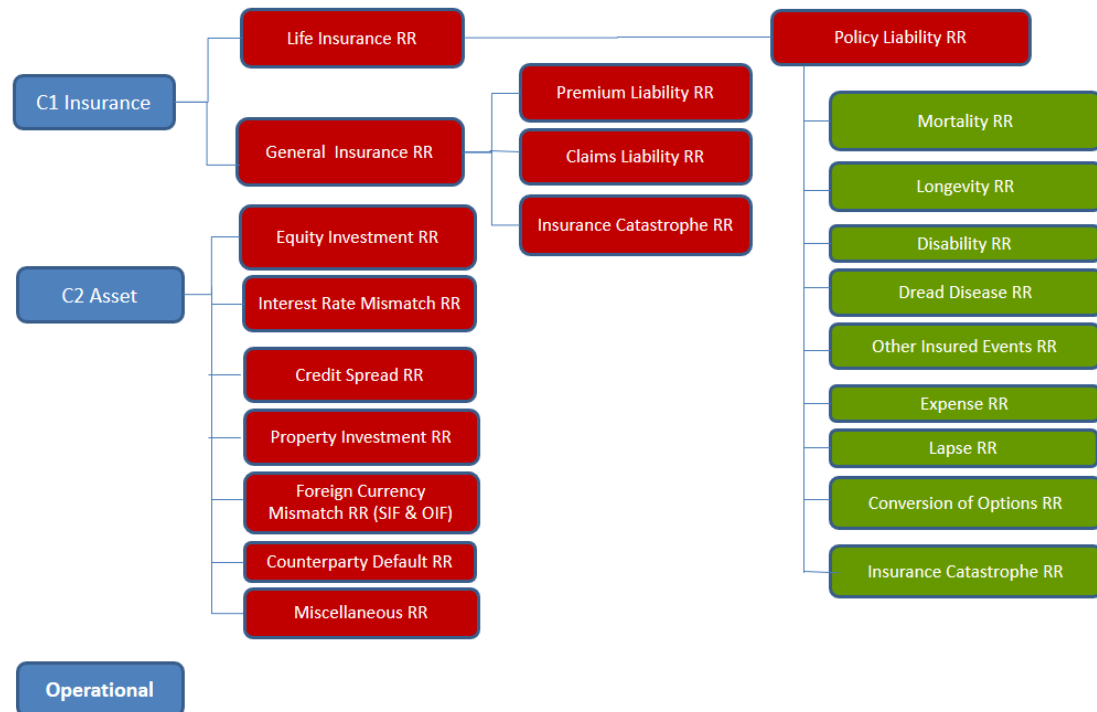 Life Insurance RR
Policy Liability RR
C1 Insurance
Premium Liability RR
General  Insurance RR
Claims Liability RR
Insurance Catastrophe RR
Mortality RR
Longevity RR
Disability RR
Dread Disease RR
Other Insured Events RR
Expense RR
Lapse RR
Conversion of Options RR
Insurance Catastrophe RR
C2 Asset
Equity Investment RR
Interest Rate Mismatch RR
Credit Spread RR
Property Investment RR
Foreign Currency
Mismatch RR (SIF & OIF)
Counterparty Default RR
Miscellaneous RR
Operational